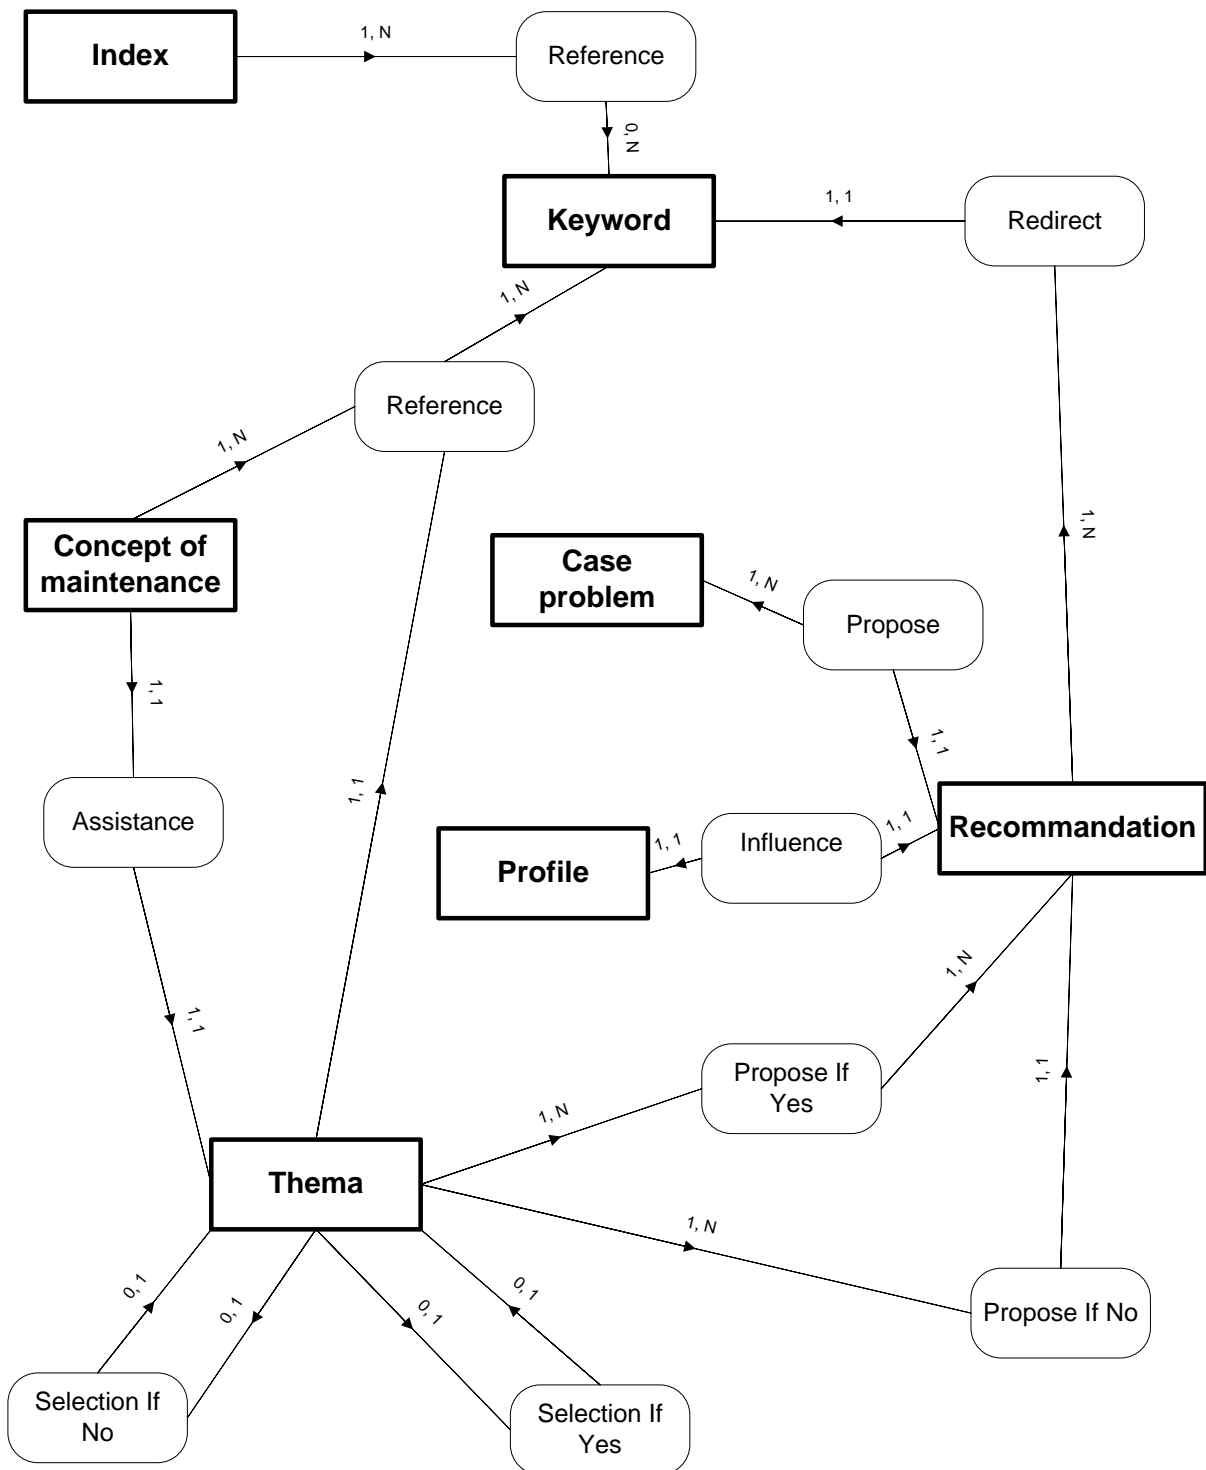 Index
1, N
Reference
0, N
Keyword
1, 1
Redirect
1, N
Reference
1, N
Concept of
maintenance
Case
problem
1, N
Propose
1, N
1, 1
1, 1
1, 1
Assistance
Profile
1, 1
Influence
1, 1
Recommandation
1, N
1, 1
Propose If
Yes
1, 1
1, N
Thema
1, N
Propose If No
0, 1
0, 1
0, 1
0, 1
Selection If
No
Selection If
Yes